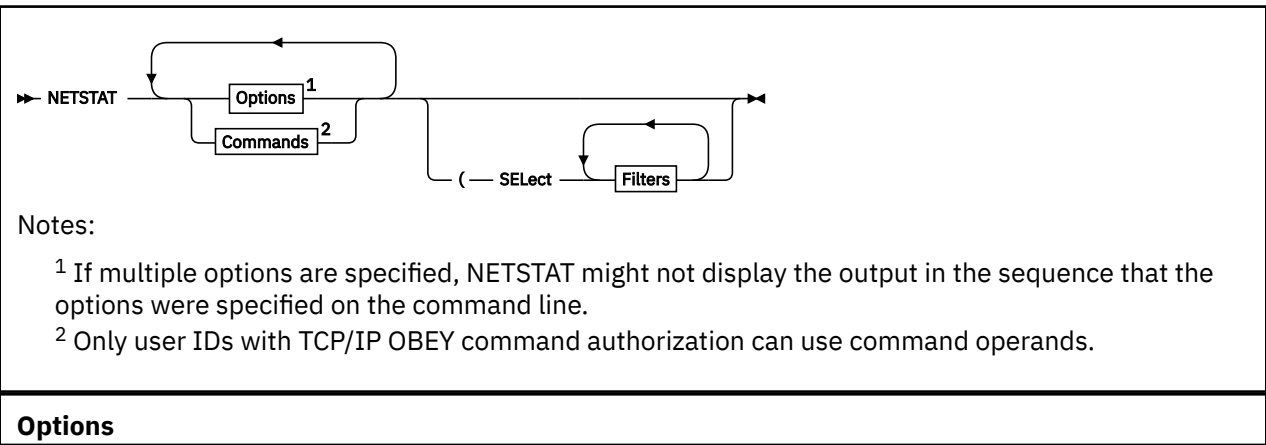 NETSTAT Options 1
Commands 2
( SELect Filters
Notes:
1 If multiple options are specified, NETSTAT might not display the output in the sequence that the
options were specified on the command line.
2 Only user IDs with TCP/IP OBEY command authorization can use command operands.
Options